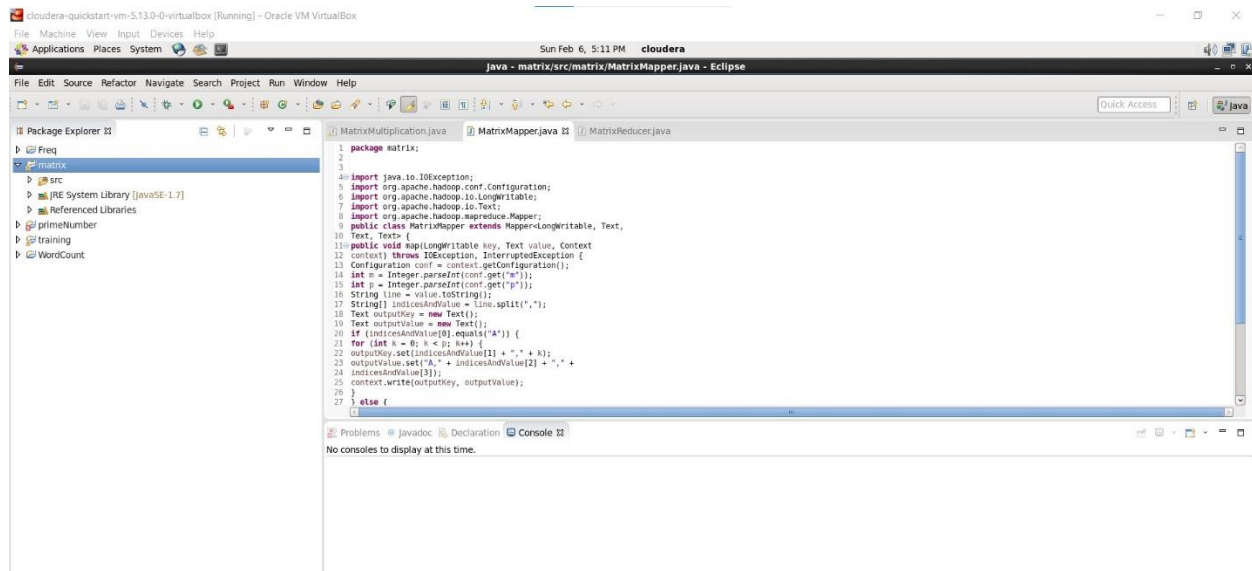 cloudera-quickstart-vm-5.13.0-0-virtualbox [Running] - Oracle VM VirtualBox
File Machine View Input Devices Help
Applications Places System Sun Feb 6, 5:11 PM cloudera
Java - matrix/src/matrix/MatrixMapper.java - Eclipse
File Edit Source Refactor Navigate Search Project Run Window Help
Quick Access Java
Package Explorer
Freq
matrix
src
JRE System Library [JavaSE-1.7]
Referenced Libraries
primeNumber
training
WordCount
MatrixMultiplication.java MatrixMapper.java MatrixReducer.java
1 package matrix;
2
3
4 import java.io.IOException;
5 import org.apache.hadoop.conf.Configuration;
6 import org.apache.hadoop.io.LongWritable;
7 import org.apache.hadoop.io.Text;
8 import org.apache.hadoop.mapreduce.Mapper;
9 public class MatrixMapper extends Mapper<LongWritable, Text,
10 Text, Text> {
11 public void map(LongWritable key, Text value, Context
12 context) throws IOException, InterruptedException {
13 Configuration conf = context.getConfiguration();
14 int m = Integer.parseInt(conf.get("m"));
15 int p = Integer.parseInt(conf.get("p"));
16 String line = value.toString();
17 String[] indicesAndValue = line.split(",");
18 Text outputKey = new Text();
19 Text outputValue = new Text();
20 if (indicesAndValue[0].equals("A")) {
21 for (int k = 0; k < p; k++) {
22 outputKey.set(indicesAndValue[1] + "," + k);
23 outputValue.set("A," + indicesAndValue[2] + "," +
24 indicesAndValue[3]);
25 context.write(outputKey, outputValue);
26 }
27 } else {
Problems Javadoc Declaration Console
No consoles to display at this time.